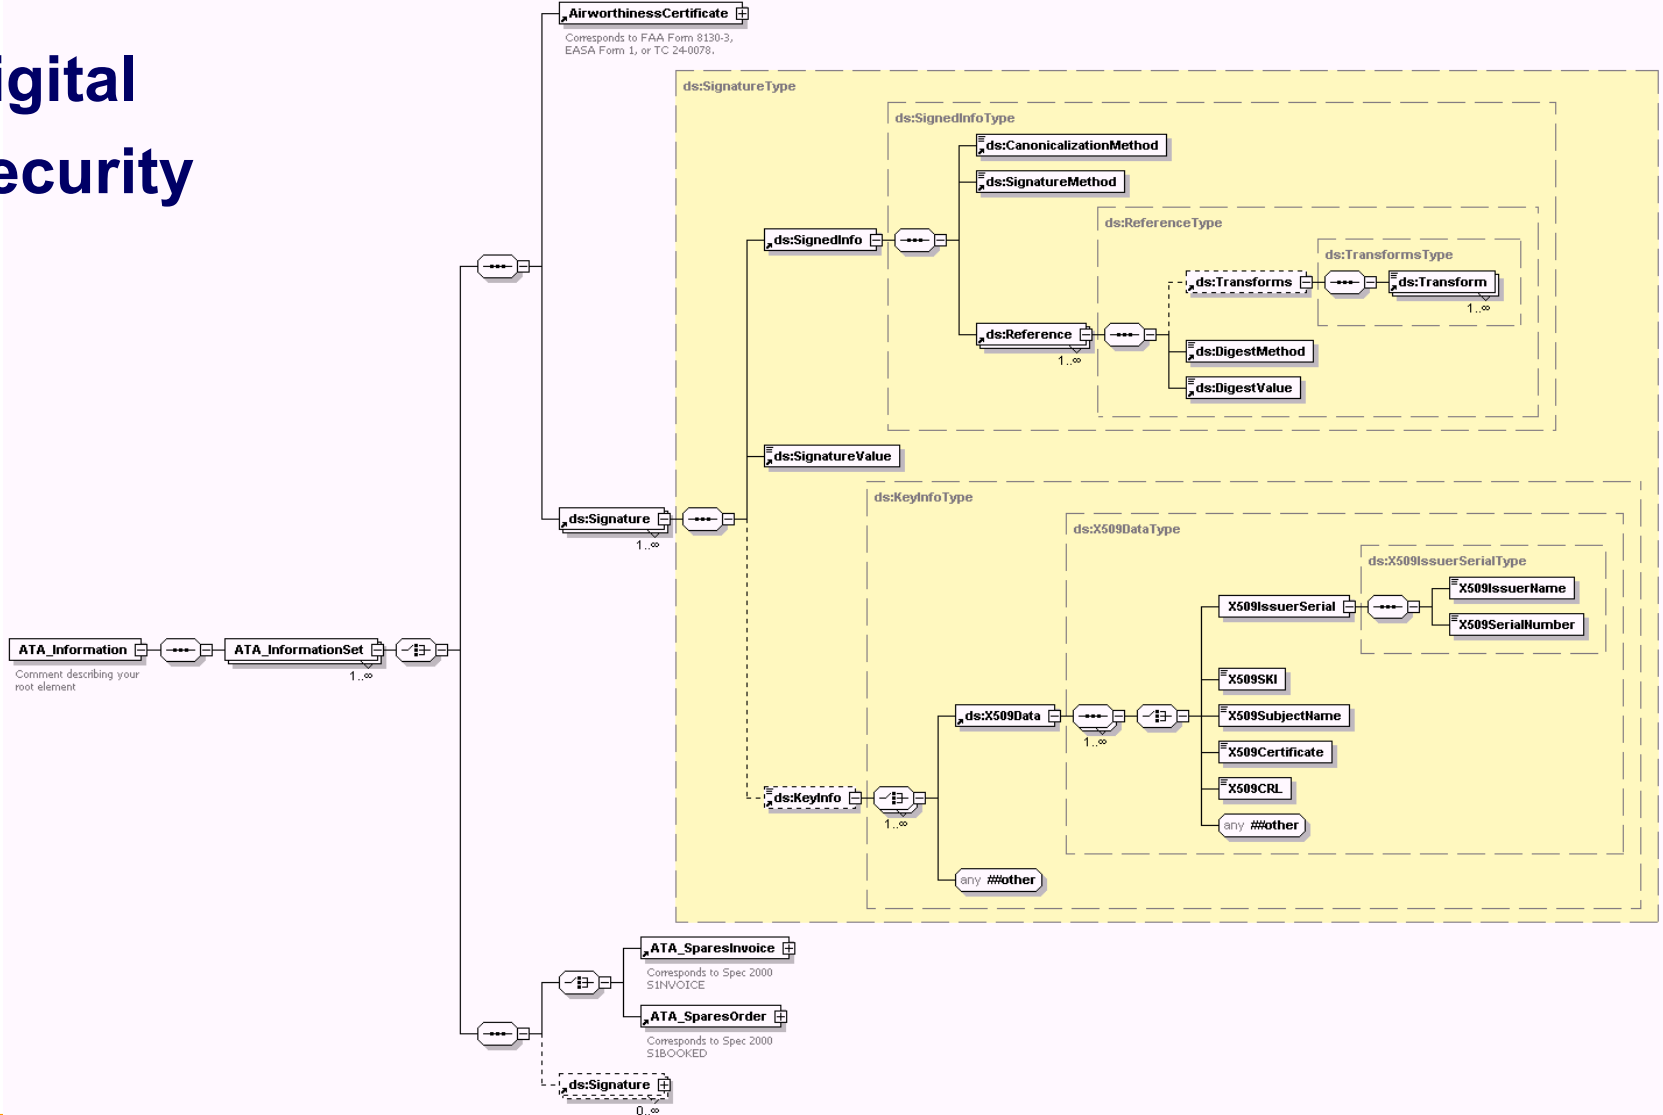 igital
ecurity
AirworthinessCertificate
Corresponds to FAA Form 8130-3,
EASA Form 1, or TC 24-0078.
ds:SignatureType
ds:SignedInfoType
ds:CanonicalizationMethod
ds:SignatureMethod
ds:ReferenceType
ds:SignedInfo
ds:TransformsType
ds:Transforms
ds:Transform
1..∞
ds:Reference
1..∞
ds:DigestMethod
ds:DigestValue
ds:SignatureValue
ds:KeyInfoType
ds:Signature
1..∞
ds:X509DataType
ds:X509IssuerSerialType
X509IssuerName
X509IssuerSerial
X509SerialNumber
ATA_Information
Comment describing your
root element
ATA_InformationSet
1..∞
X509SKI
ds:X509Data
1..∞
X509SubjectName
X509Certificate
X509CRL
any ##other
ds:KeyInfo
1..∞
any ##other
ATA_SparesInvoice
Corresponds to Spec 2000
S1NVOICE
ATA_SparesOrder
Corresponds to Spec 2000
S1BOOKED
ds:Signature
0..∞